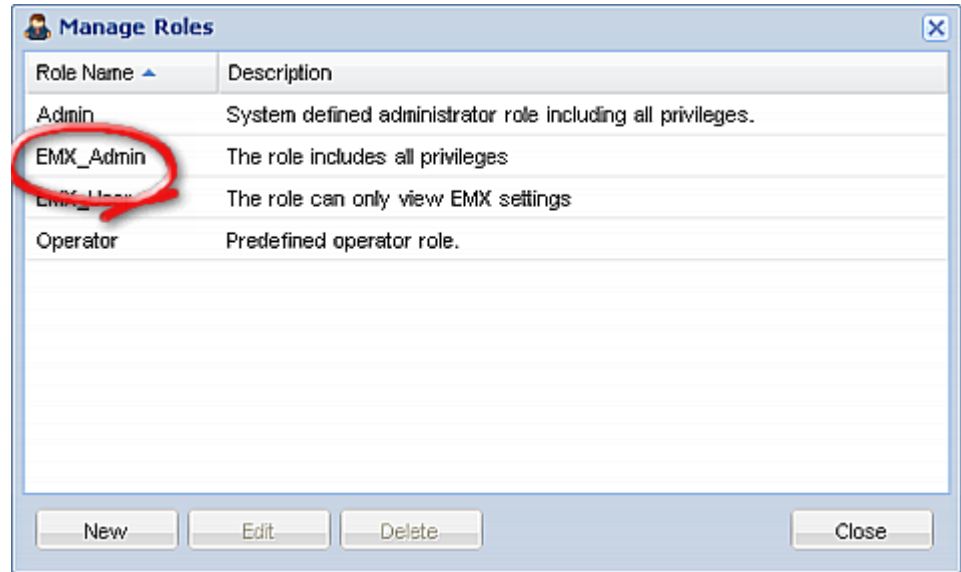 Manage Roles
Role Name Description
Admin System defined administrator role including all privileges.
EMX_Admin The role includes all privileges
EMX_User The role can only view EMX settings
Operator Predefined operator role.
New Edit Delete Close